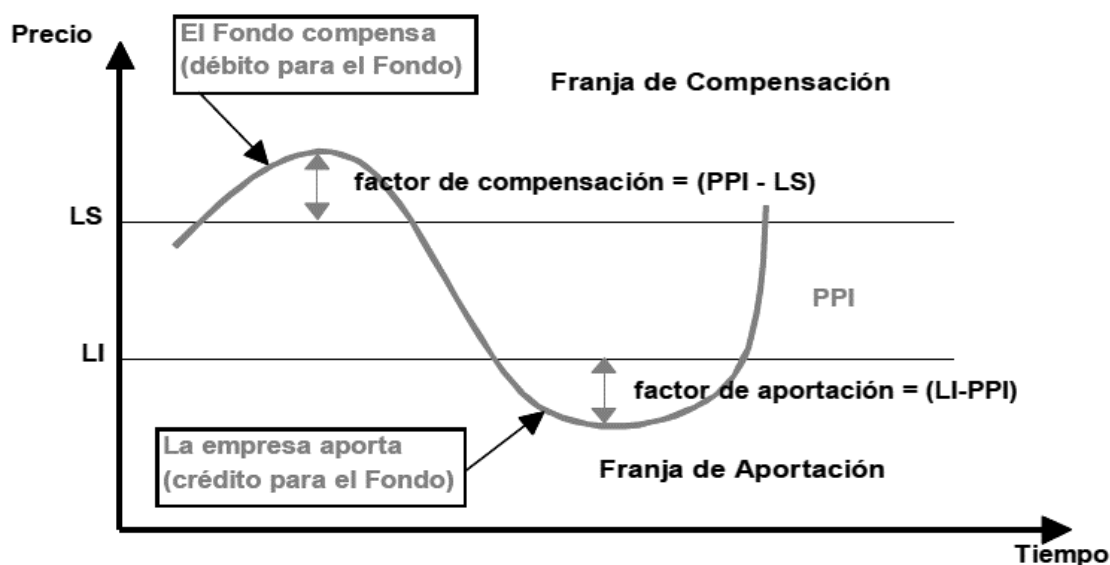 Precio
El Fondo compensa
(débito para el Fondo)
Franja de Compensación
factor de compensación = (PPI - LS)
LS
PPI
LI
factor de aportación = (LI-PPI)
La empresa aporta
(crédito para el Fondo)
Franja de Aportación
Tiempo